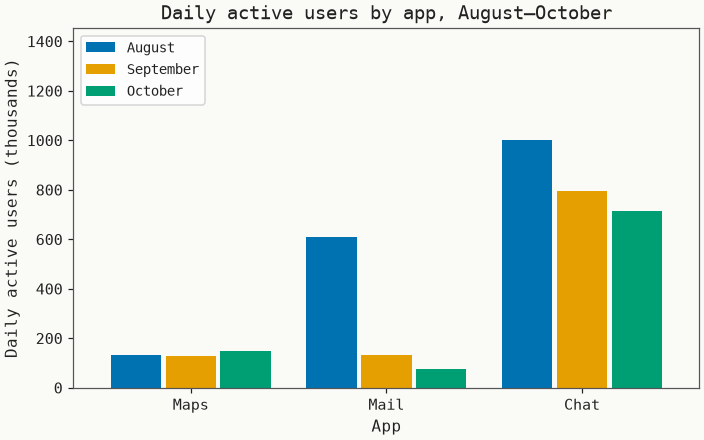 Daily active users by app, August–October
Daily active users (thousands)
1400
1200
1000
800
600
400
200
0
August
September
October
Maps
Mail
Chat
App